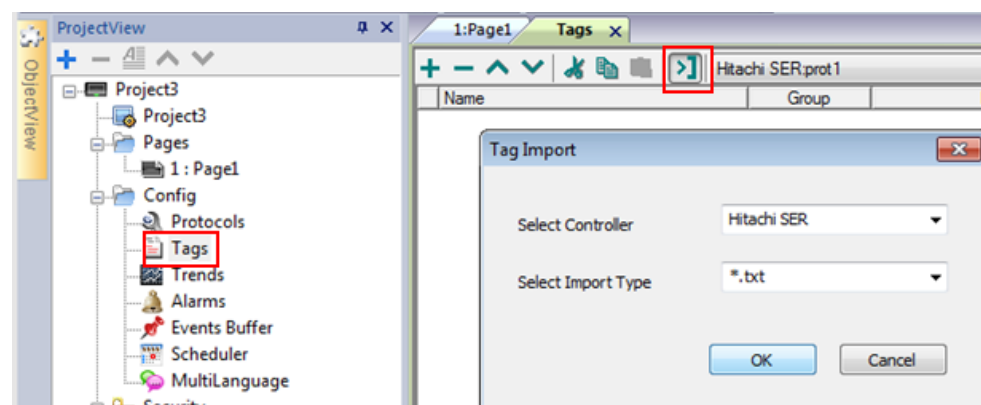 ProjectView
ObjectView
Project3
Project3
Pages
1 : Page1
Config
Protocols
Tags
Trends
Alarms
Events Buffer
Scheduler
MultiLanguage
Security
1:Page1
Tags
Hitachi SER:prot1
Name
Group
Tag Import
Select Controller
Hitachi SER
Select Import Type
*.txt
OK
Cancel